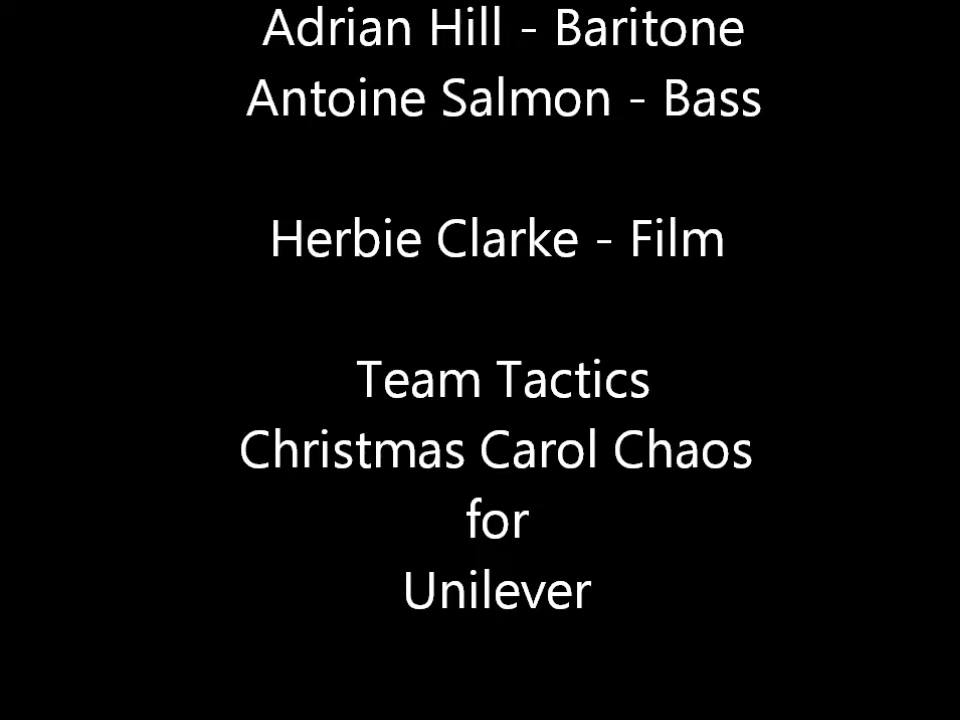 Adrian Hill - Baritone
Antoine Salmon - Bass
Herbie Clarke - Film
Team Tactics
Christmas Carol Chaos
for
Unilever